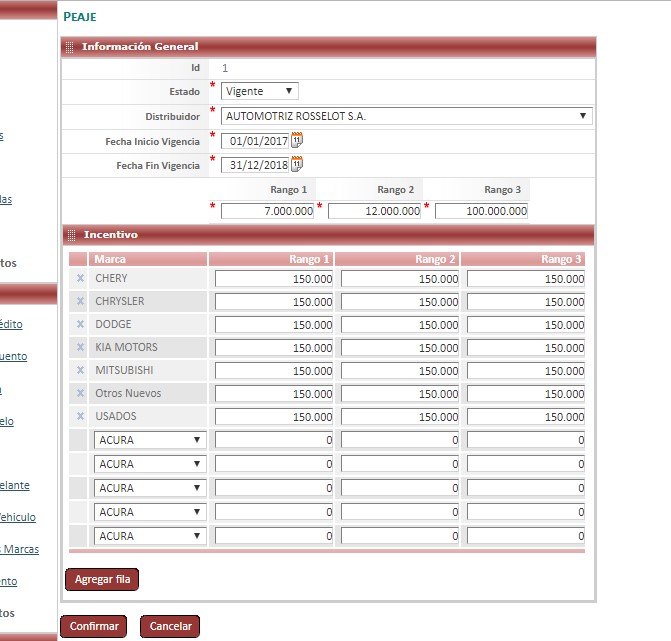 PEAJE
Información General
Id 1
Estado * Vigente
Distribuidor * AUTOMOTRIZ ROSSELOT S.A.
Fecha Inicio Vigencia * 01/01/2017
Fecha Fin Vigencia * 31/12/2018
Rango 1 Rango 2 Rango 3
* 7.000.000 * 12.000.000 * 100.000.000
Incentivo
Marca Rango 1 Rango 2 Rango 3
x CHERY 150.000 150.000 150.000
x CHRYSLER 150.000 150.000 150.000
x DODGE 150.000 150.000 150.000
x KIA MOTORS 150.000 150.000 150.000
x MITSUBISHI 150.000 150.000 150.000
x Otros Nuevos 150.000 150.000 150.000
x USADOS 150.000 150.000 150.000
ACURA 0 0 0
ACURA 0 0 0
ACURA 0 0 0
ACURA 0 0 0
ACURA 0 0 0
Agregar fila
Confirmar Cancelar
s
das
tos
édito
uento
elo
elante
ehiculo
s Marcas
nto
tos